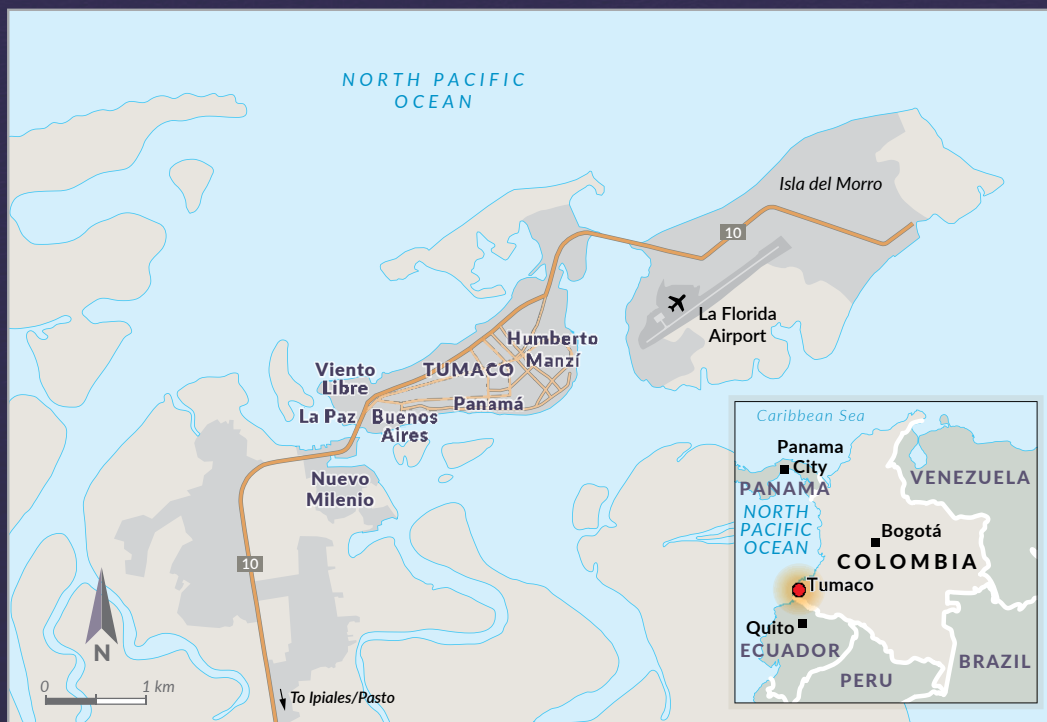 NORTH PACIFIC
OCEAN
Isla del Morro
10
La Florida
Airport
Humberto
Manzí
TUMACO
Viento
Libre
Panamá
La Paz
Buenos
Aires
Nuevo
Milenio
10
N
0 1 km
To Ipiales/Pasto
Caribbean Sea
Panama
City
PANAMA
VENEZUELA
NORTH
PACIFIC
OCEAN
Bogotá
COLOMBIA
Tumaco
Quito
ECUADOR
BRAZIL
PERU